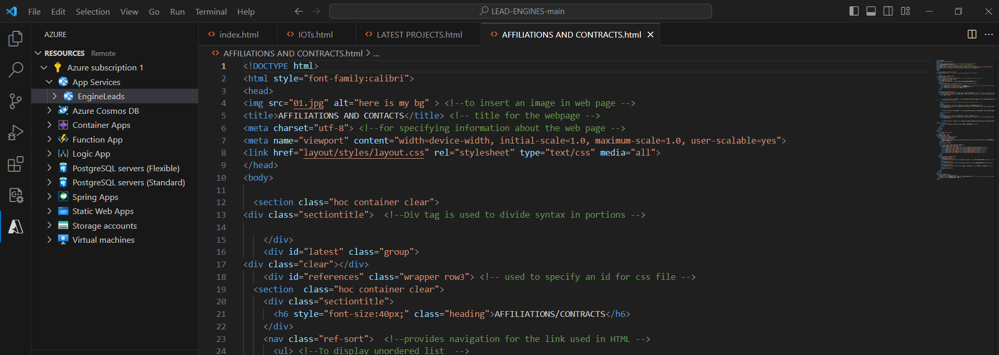 File Edit Selection View Go Run Terminal Help
LEAD-ENGINES-main
AZURE
RESOURCES Remote
Azure subscription 1
App Services
EngineLeads
Azure Cosmos DB
Container Apps
Function App
Logic App
PostgreSQL servers (Flexible)
PostgreSQL servers (Standard)
Spring Apps
Static Web Apps
Storage accounts
Virtual machines
index.html
IOTs.html
LATEST PROJECTS.html
AFFILIATIONS AND CONTRACTS.html
AFFILIATIONS AND CONTRACTS.html > ...
1 <!DOCTYPE html>
2 <html style="font-family:calibri">
3 <head>
4 <img src="01.jpg" alt="here is my bg" > <!--to insert an image in web page -->
5 <title>AFFILIATIONS AND CONTACTS</title> <!-- title for the webpage -->
6 <meta charset="utf-8"> <!--for specifying information about the web page -->
7 <meta name="viewport" content="width=device-width, initial-scale=1.0, maximum-scale=1.0, user-scalable=yes">
8 <link href="layout/styles/layout.css" rel="stylesheet" type="text/css" media="all">
9 </head>
10 <body>
11
12 <section class="hoc container clear">
13 <div class="sectiontitle"> <!--Div tag is used to divide syntax in portions -->
14
15 </div>
16 <div id="latest" class="group">
17 <div class="clear"></div>
18 <div id="references" class="wrapper row3"> <!-- used to specify an id for css file -->
19 <section class="hoc container clear">
20 <div class="sectiontitle">
21 <h6 style="font-size:40px;" class="heading">AFFILIATIONS/CONTRACTS</h6>
22 </div>
23 <nav class="ref-sort"> <!--provides navigation for the link used in HTML -->
24 <ul> <!--To display unordered list -->